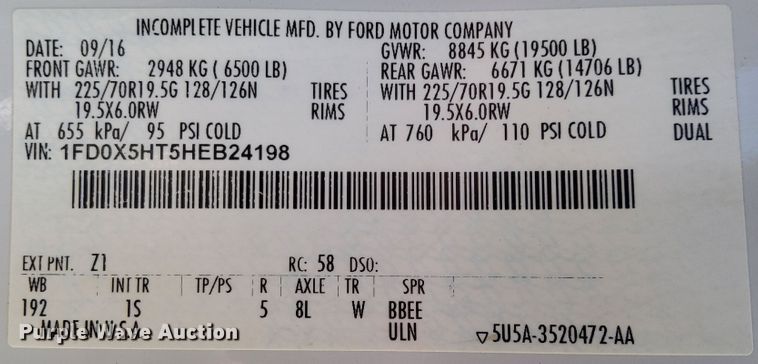 INCOMPLETE VEHICLE MFD. BY FORD MOTOR COMPANY
DATE: 09/16 GVWR: 8845 KG (19500 LB)
FRONT GAWR: 2948 KG ( 6500 LB) REAR GAWR: 6671 KG (14706 LB)
WITH 225/70R19.5G 128/126N TIRES WITH 225/70R19.5G 128/126N TIRES
19.5X6.0RW RIMS 19.5X6.0RW RIMS
AT 655 kPa/ 95 PSI COLD AT 760 kPa/ 110 PSI COLD DUAL
VIN: 1FD0X5HT5HEB24198
EXT PNT. Z1 RC: 58 DSO:
WB INT TR TP/PS R AXLE TR SPR
192 1S 5 8L W BBEE
MADE IN U.S.A. ULN ▽5U5A-3520472-AA
Purple Wave Auction